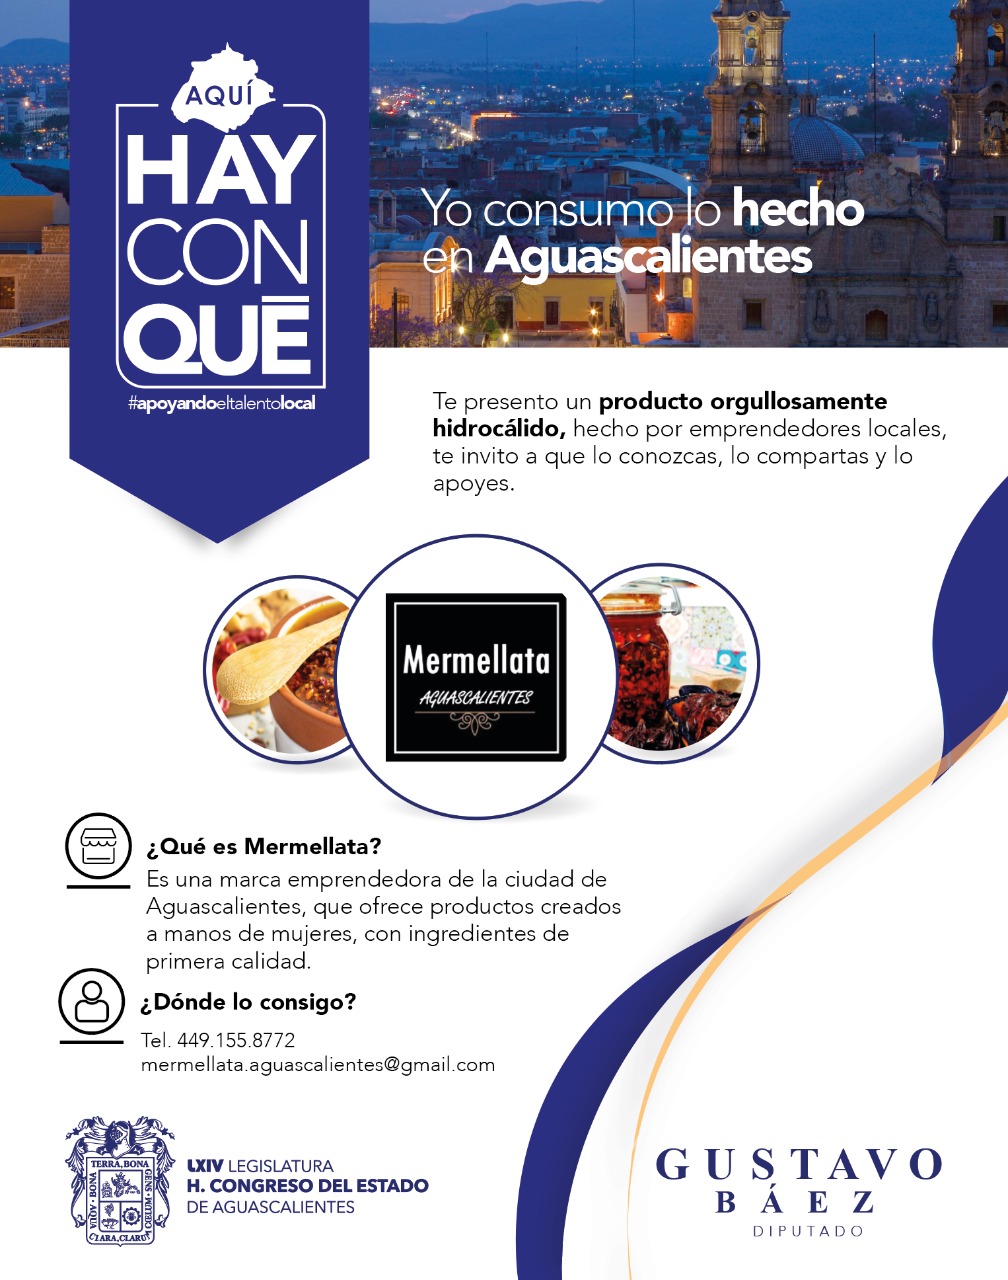 AQUÍ
HAY
CON
QUÉ
#apoyandoeltalentolocal
Yo consumo lo hecho
en Aguascalientes
Te presento un producto orgullosamente
hidrocálido, hecho por emprendedores locales,
te invito a que lo conozcas, lo compartas y lo
apoyes.
Mermellata
AGUASCALIENTES
¿Qué es Mermellata?
Es una marca emprendedora de la ciudad de
Aguascalientes, que ofrece productos creados
a manos de mujeres, con ingredientes de
primera calidad.
¿Dónde lo consigo?
Tel. 449.155.8772
mermellata.aguascalientes@gmail.com
TERRA, BONA
GENS · BONA
AQUA
CLARA, CLARUM
COELUM
LXIV LEGISLATURA
H. CONGRESO DEL ESTADO
DE AGUASCALIENTES
GUSTAVO
BÁEZ
DIPUTADO